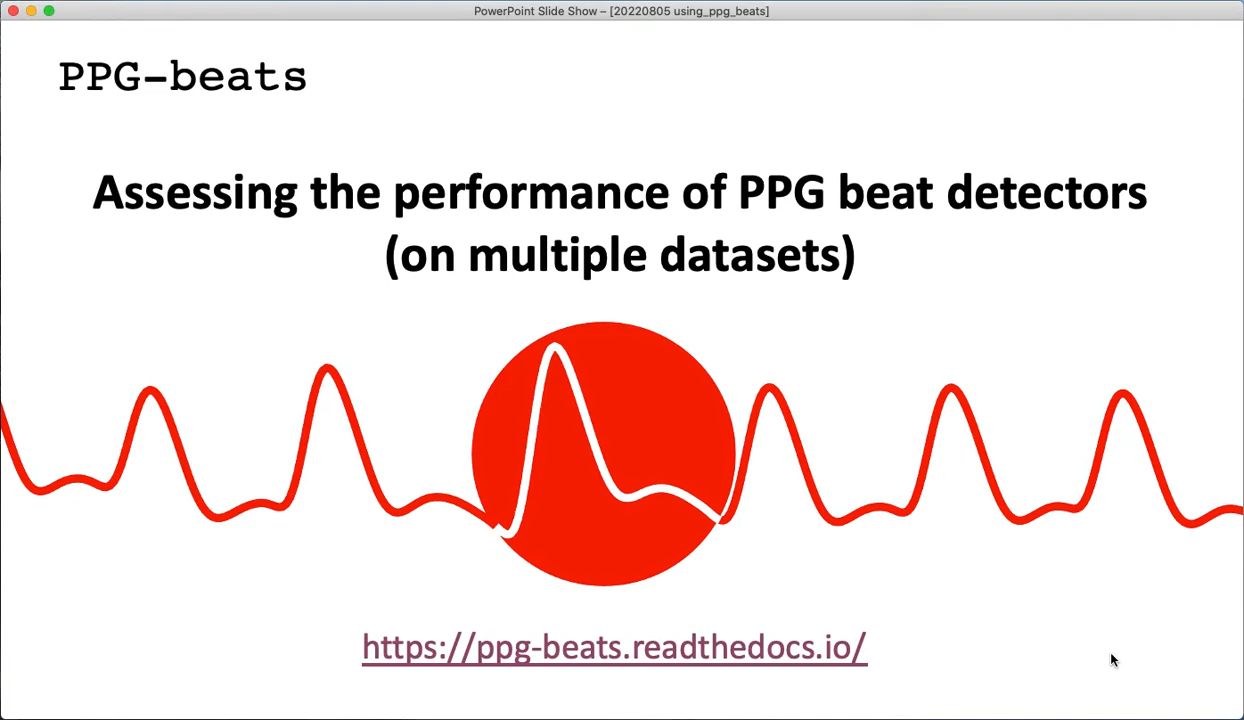 PowerPoint Slide Show – [20220805 using_ppg_beats]
PPG-beats
Assessing the performance of PPG beat detectors
(on multiple datasets)
https://ppg-beats.readthedocs.io/